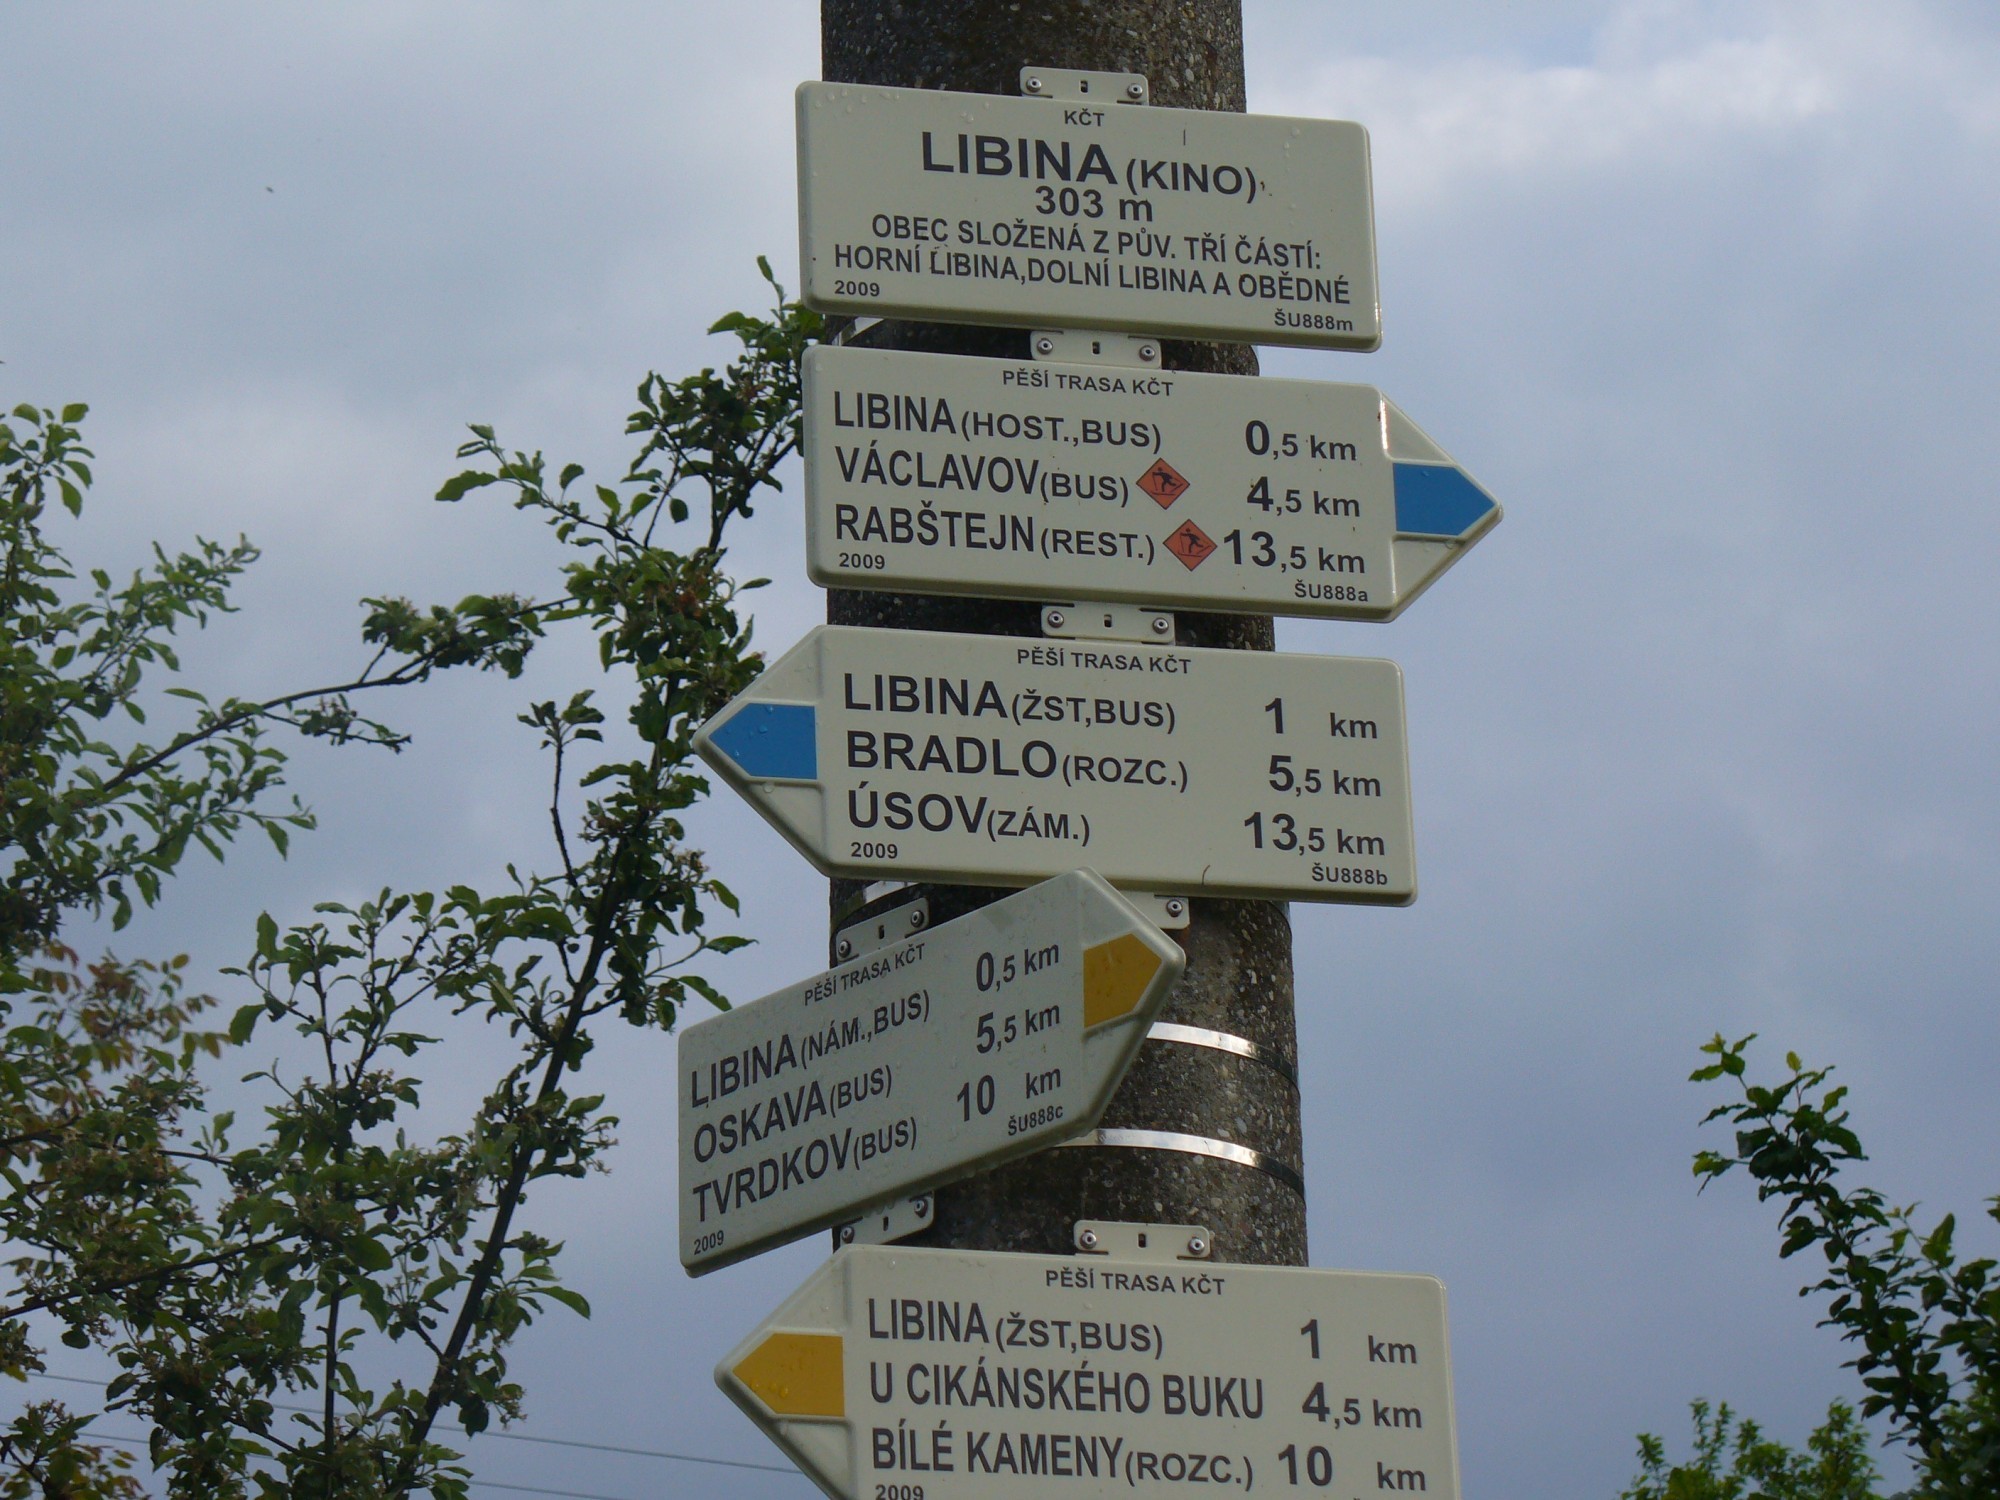 KČT
LIBINA (KINO)
303 m
OBEC SLOŽENÁ Z PŮV. TŘÍ ČÁSTÍ:
HORNÍ LIBINA,DOLNÍ LIBINA A OBĚDNÉ
2009
ŠU888m
PĚŠÍ TRASA KČT
LIBINA (HOST.,BUS) 0,5 km
VÁCLAVOV (BUS) 4,5 km
RABŠTEJN (REST.) 13,5 km
2009
ŠU888a
PĚŠÍ TRASA KČT
LIBINA (ŽST,BUS) 1 km
BRADLO (ROZC.) 5,5 km
ÚSOV (ZÁM.) 13,5 km
2009
ŠU888b
PĚŠÍ TRASA KČT
LIBINA (NÁM.,BUS) 0,5 km
OSKAVA (BUS) 5,5 km
TVRDKOV (BUS) 10 km
2009
ŠU888c
PĚŠÍ TRASA KČT
LIBINA (ŽST,BUS) 1 km
U CIKÁNSKÉHO BUKU 4,5 km
BÍLÉ KAMENY (ROZC.) 10 km
2009